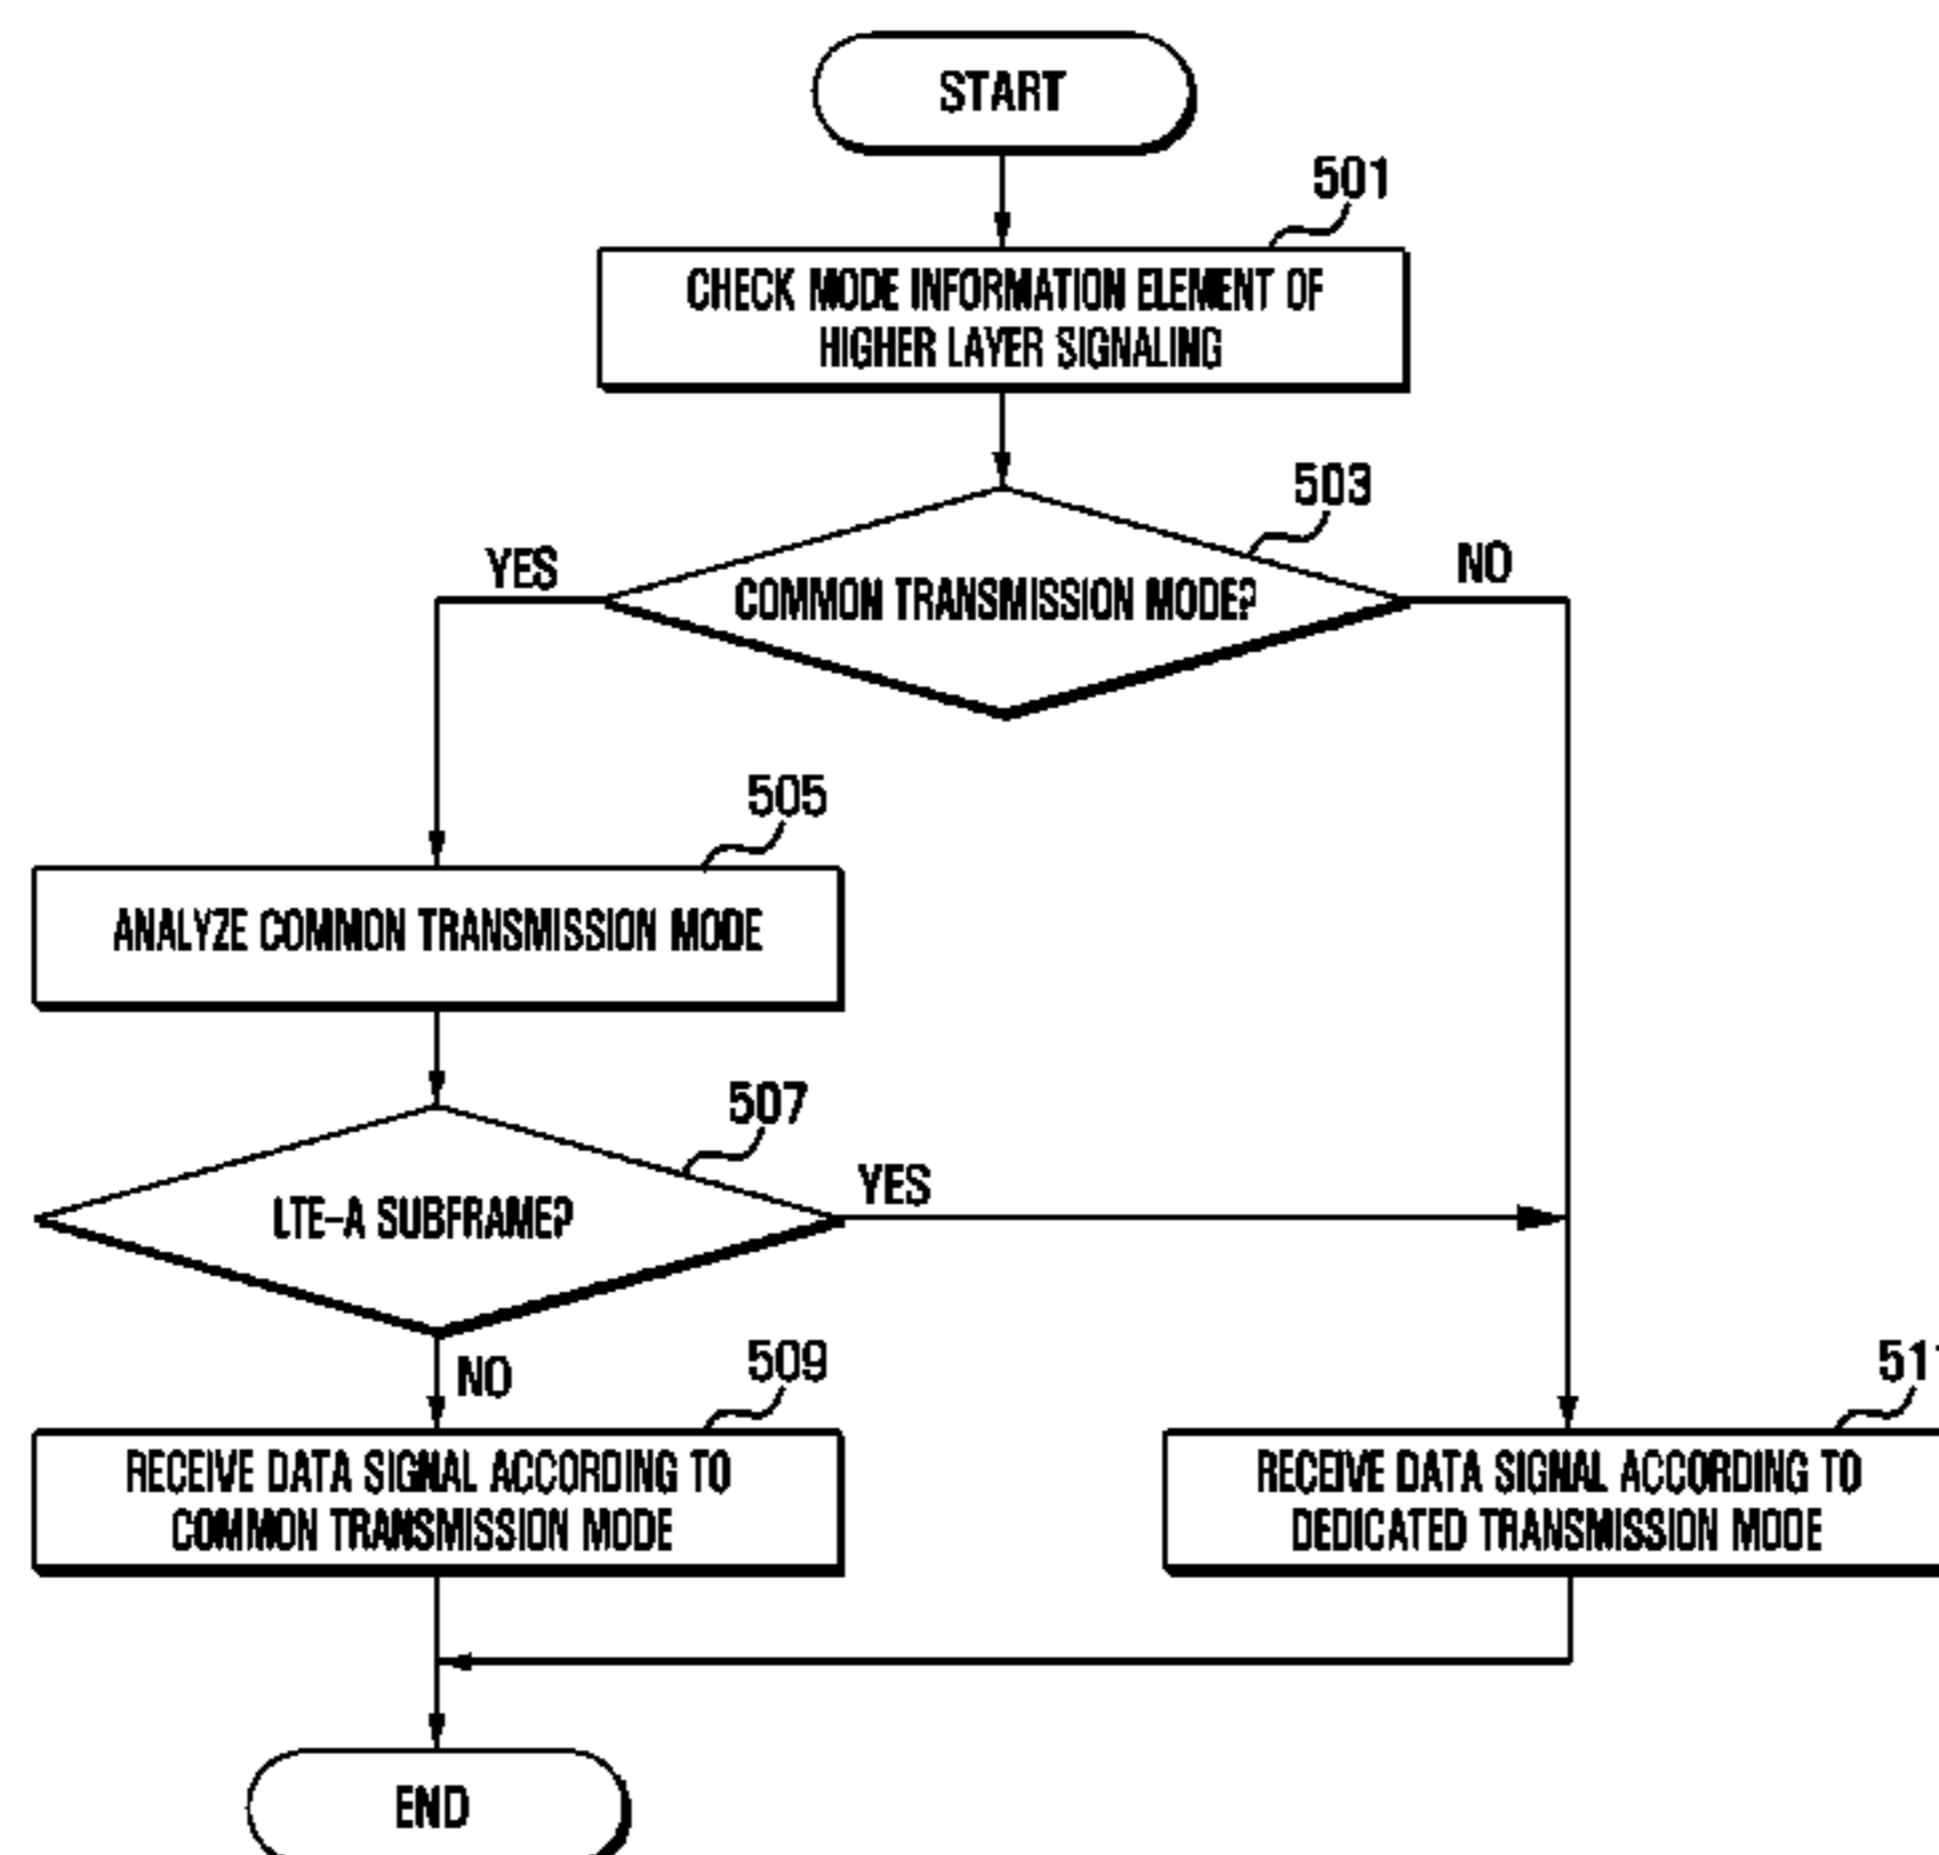 START
501
CHECK MODE INFORMATION ELEMENT OF
HIGHER LAYER SIGNALING
503
YES
NO
COMMON TRANSMISSION MODE?
505
ANALYZE COMMON TRANSMISSION MODE
507
YES
LTE-A SUBFRAME?
NO
509
511
RECEIVE DATA SIGNAL ACCORDING TO
COMMON TRANSMISSION MODE
RECEIVE DATA SIGNAL ACCORDING TO
DEDICATED TRANSMISSION MODE
END